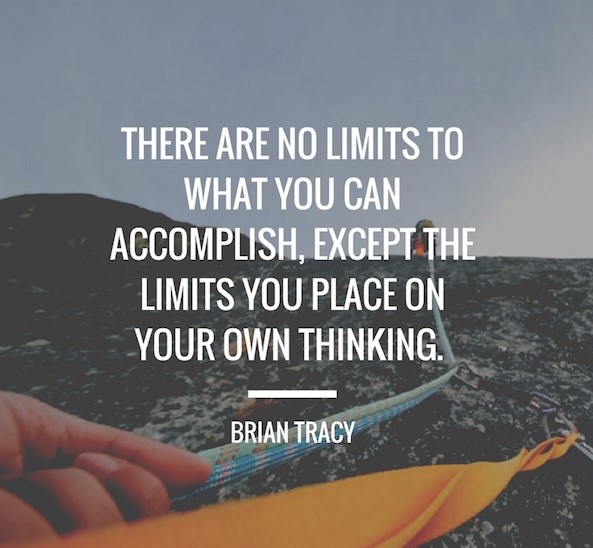 THERE ARE NO LIMITS TO
WHAT YOU CAN
ACCOMPLISH, EXCEPT THE
LIMITS YOU PLACE ON
YOUR OWN THINKING.
BRIAN TRACY